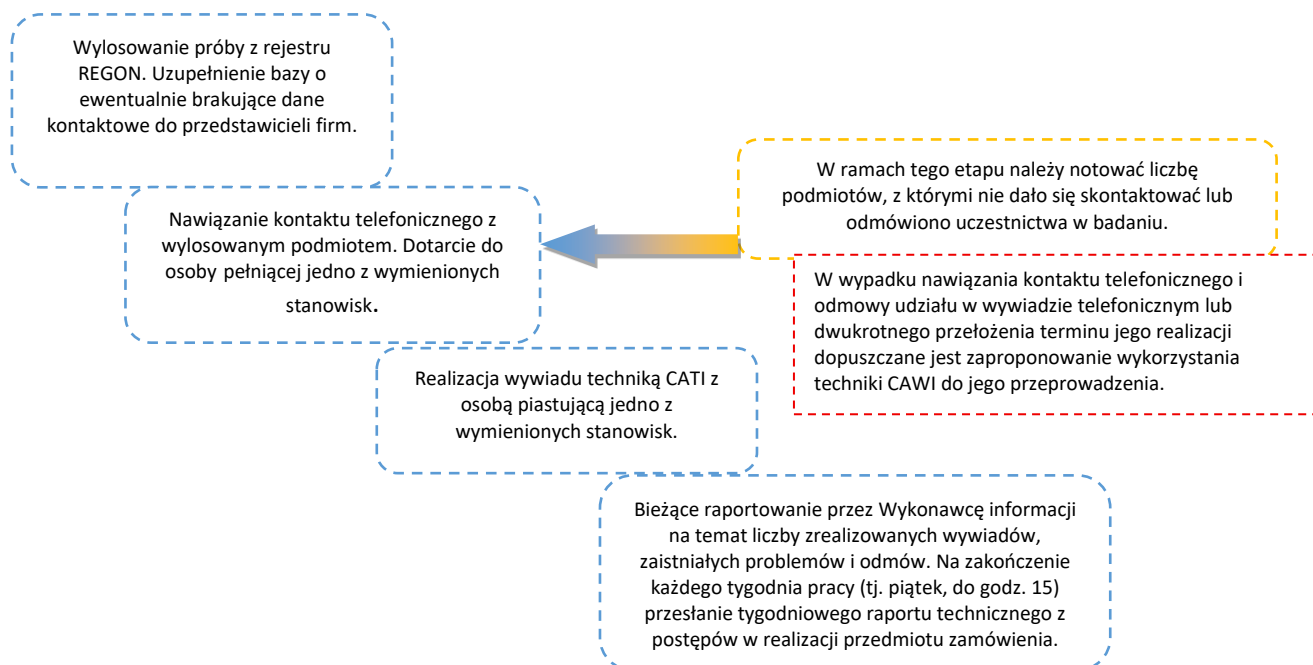 Wylosowanie próby z rejestru
REGON. Uzupełnienie bazy o
ewentualnie brakujące dane
kontaktowe do przedstawicieli firm.
W ramach tego etapu należy notować liczbę
podmiotów, z którymi nie dało się skontaktować lub
odmówiono uczestnictwa w badaniu.
Nawiązanie kontaktu telefonicznego z
wylosowanym podmiotem. Dotarcie do
osoby pełniącej jedno z wymienionych
stanowisk.
W wypadku nawiązania kontaktu telefonicznego i
odmowy udziału w wywiadzie telefonicznym lub
dwukrotnego przełożenia terminu jego realizacji
dopuszczane jest zaproponowanie wykorzystania
techniki CAWI do jego przeprowadzenia.
Realizacja wywiadu techniką CATI z
osobą piastującą jedno z
wymienionych stanowisk.
Bieżące raportowanie przez Wykonawcę informacji
na temat liczby zrealizowanych wywiadów,
zaistniałych problemów i odmów. Na zakończenie
każdego tygodnia pracy (tj. piątek, do godz. 15)
przesłanie tygodniowego raportu technicznego z
postępów w realizacji przedmiotu zamówienia.